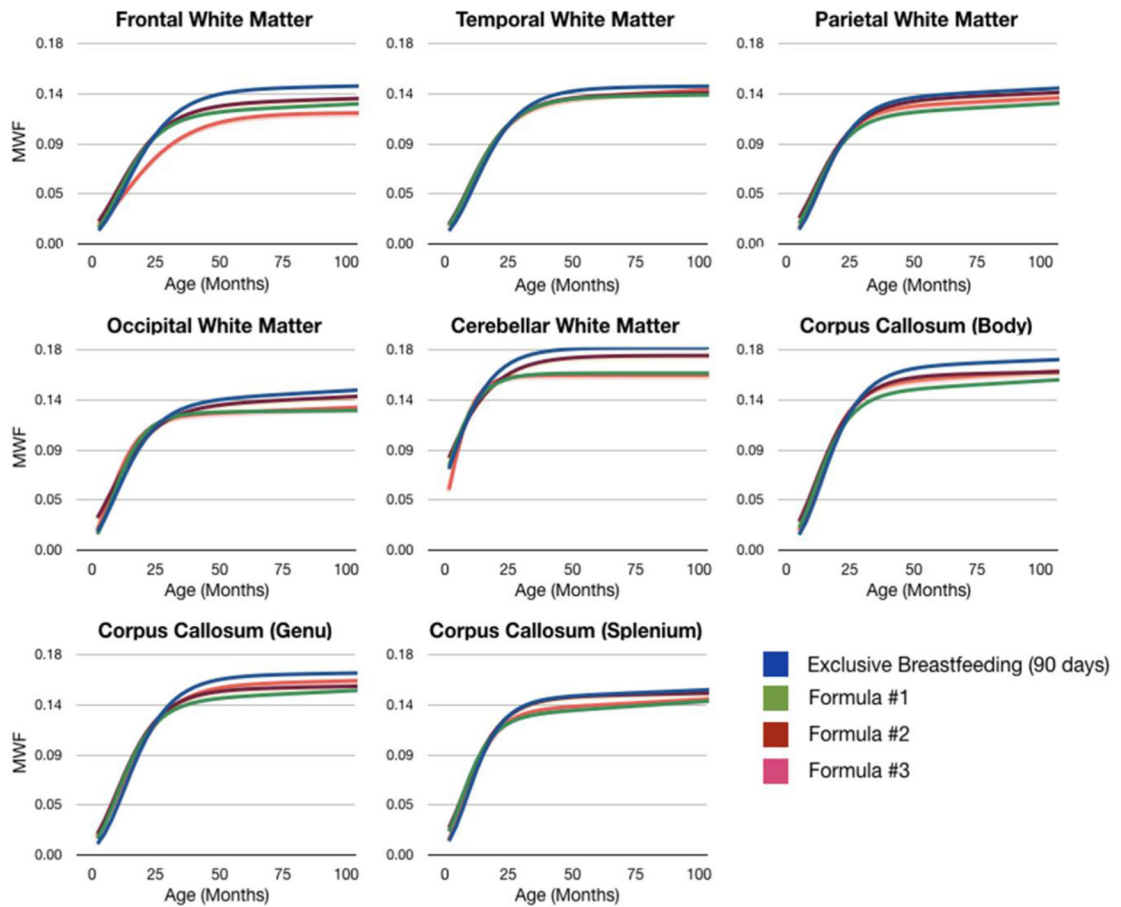 Frontal White Matter
Temporal White Matter
Parietal White Matter
0.18
0.14
0.09
0.05
0.00
MWF
0 25 50 75 100
Age (Months)
0.18
0.14
0.09
0.05
0.00
0 25 50 75 100
Age (Months)
0.18
0.14
0.09
0.05
0.00
0 25 50 75 100
Age (Months)
Occipital White Matter
Cerebellar White Matter
Corpus Callosum (Body)
0.18
0.14
0.09
0.05
0.00
MWF
0 25 50 75 100
Age (Months)
0.18
0.14
0.09
0.05
0.00
0 25 50 75 100
Age (Months)
0.18
0.14
0.09
0.05
0.00
0 25 50 75 100
Age (Months)
Corpus Callosum (Genu)
Corpus Callosum (Splenium)
0.18
0.14
0.09
0.05
0.00
MWF
0 25 50 75 100
Age (Months)
0.18
0.14
0.09
0.05
0.00
0 25 50 75 100
Age (Months)
Exclusive Breastfeeding (90 days)
Formula #1
Formula #2
Formula #3